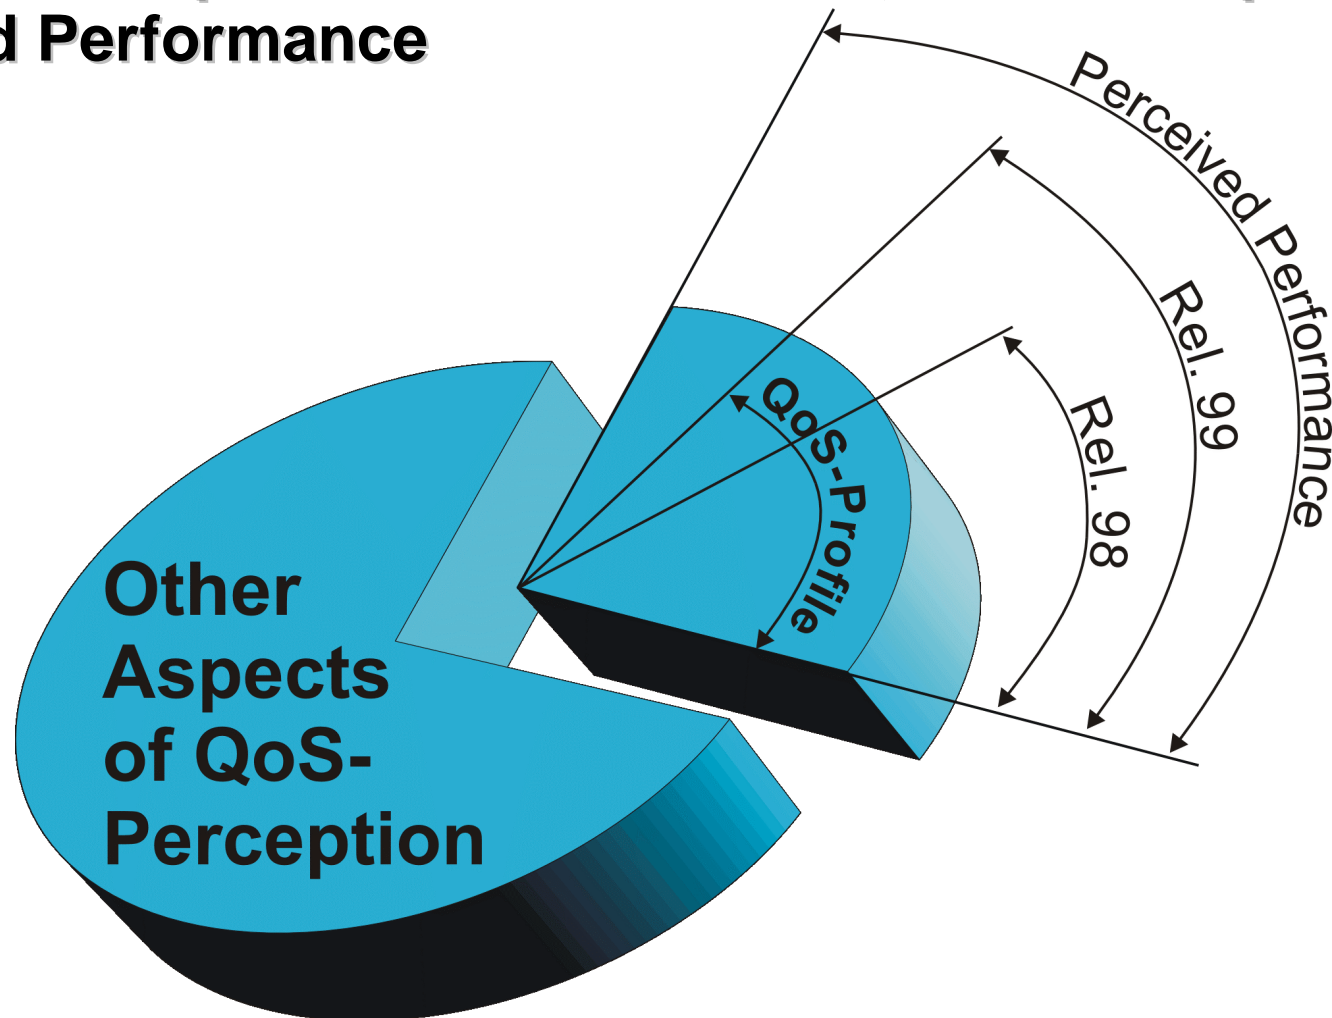 d Performance
Perceived Performance
Rel. 99
Rel. 98
QoS-Profile
Other
Aspects
of QoS-
Perception